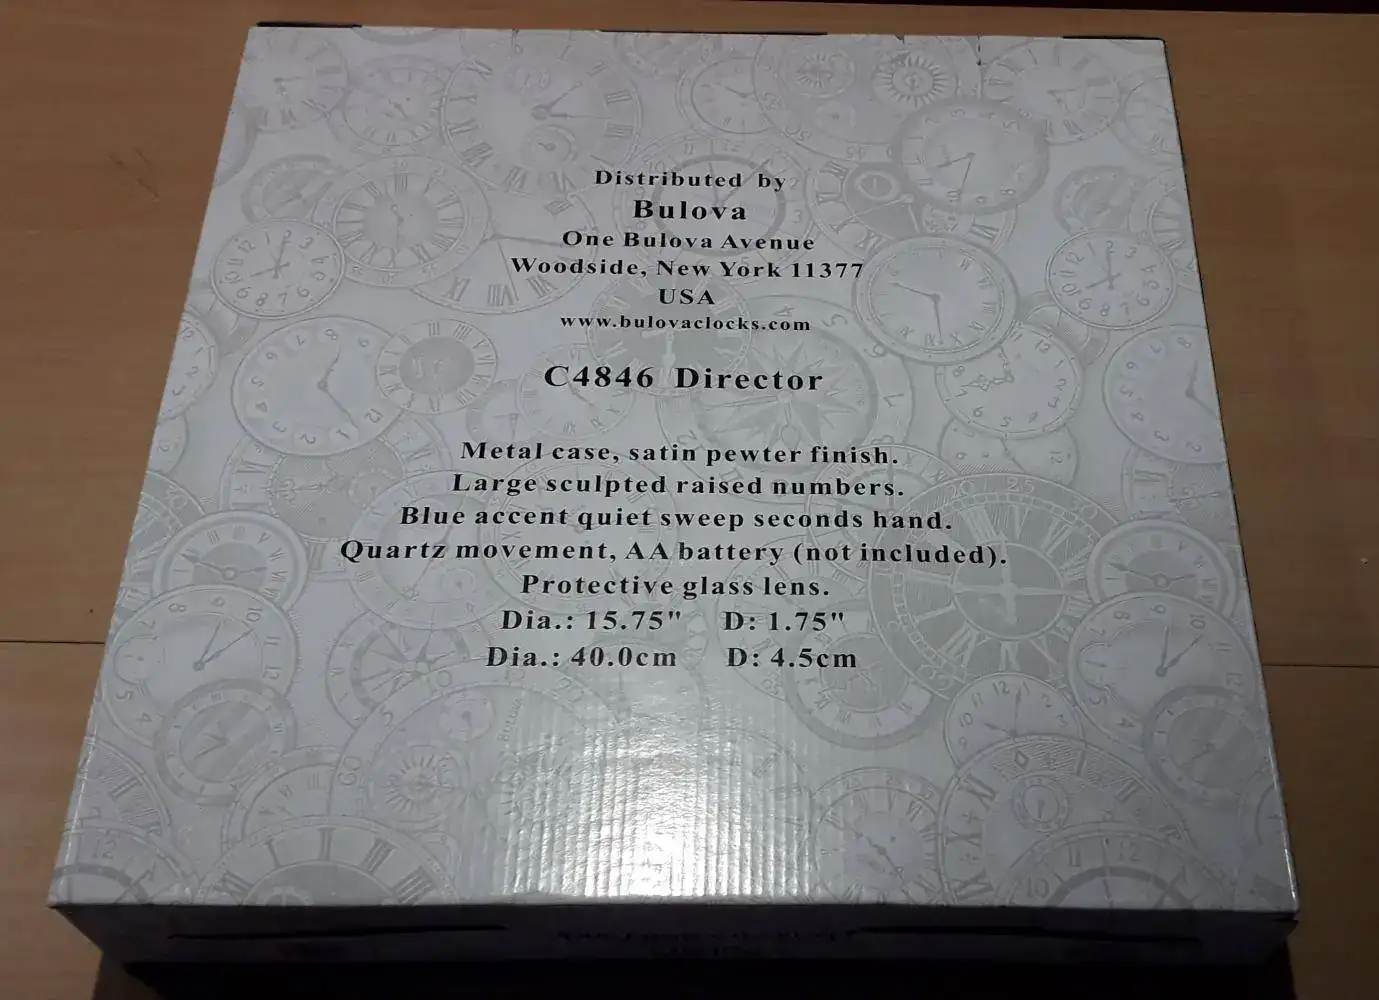 Distributed by
Bulova
One Bulova Avenue
Woodside, New York 11377
USA
www.bulovaclocks.com
C4846 Director
Metal case, satin pewter finish.
Large sculpted raised numbers.
Blue accent quiet sweep seconds hand.
Quartz movement, AA battery (not included).
Protective glass lens.
Dia.: 15.75" D: 1.75"
Dia.: 40.0cm D: 4.5cm